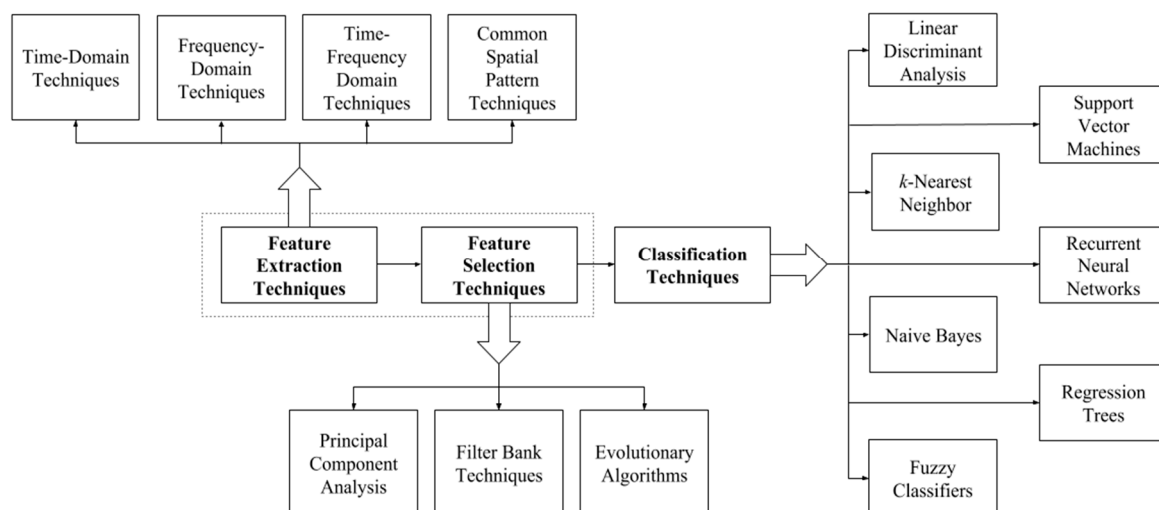 Time-Domain
Techniques
Frequency-
Domain
Techniques
Time-
Frequency
Domain
Techniques
Common
Spatial
Pattern
Techniques
Linear
Discriminant
Analysis
Support
Vector
Machines
k-Nearest
Neighbor
Feature
Extraction
Techniques
Feature
Selection
Techniques
Classification
Techniques
Recurrent
Neural
Networks
Naive Bayes
Regression
Trees
Principal
Component
Analysis
Filter Bank
Techniques
Evolutionary
Algorithms
Fuzzy
Classifiers